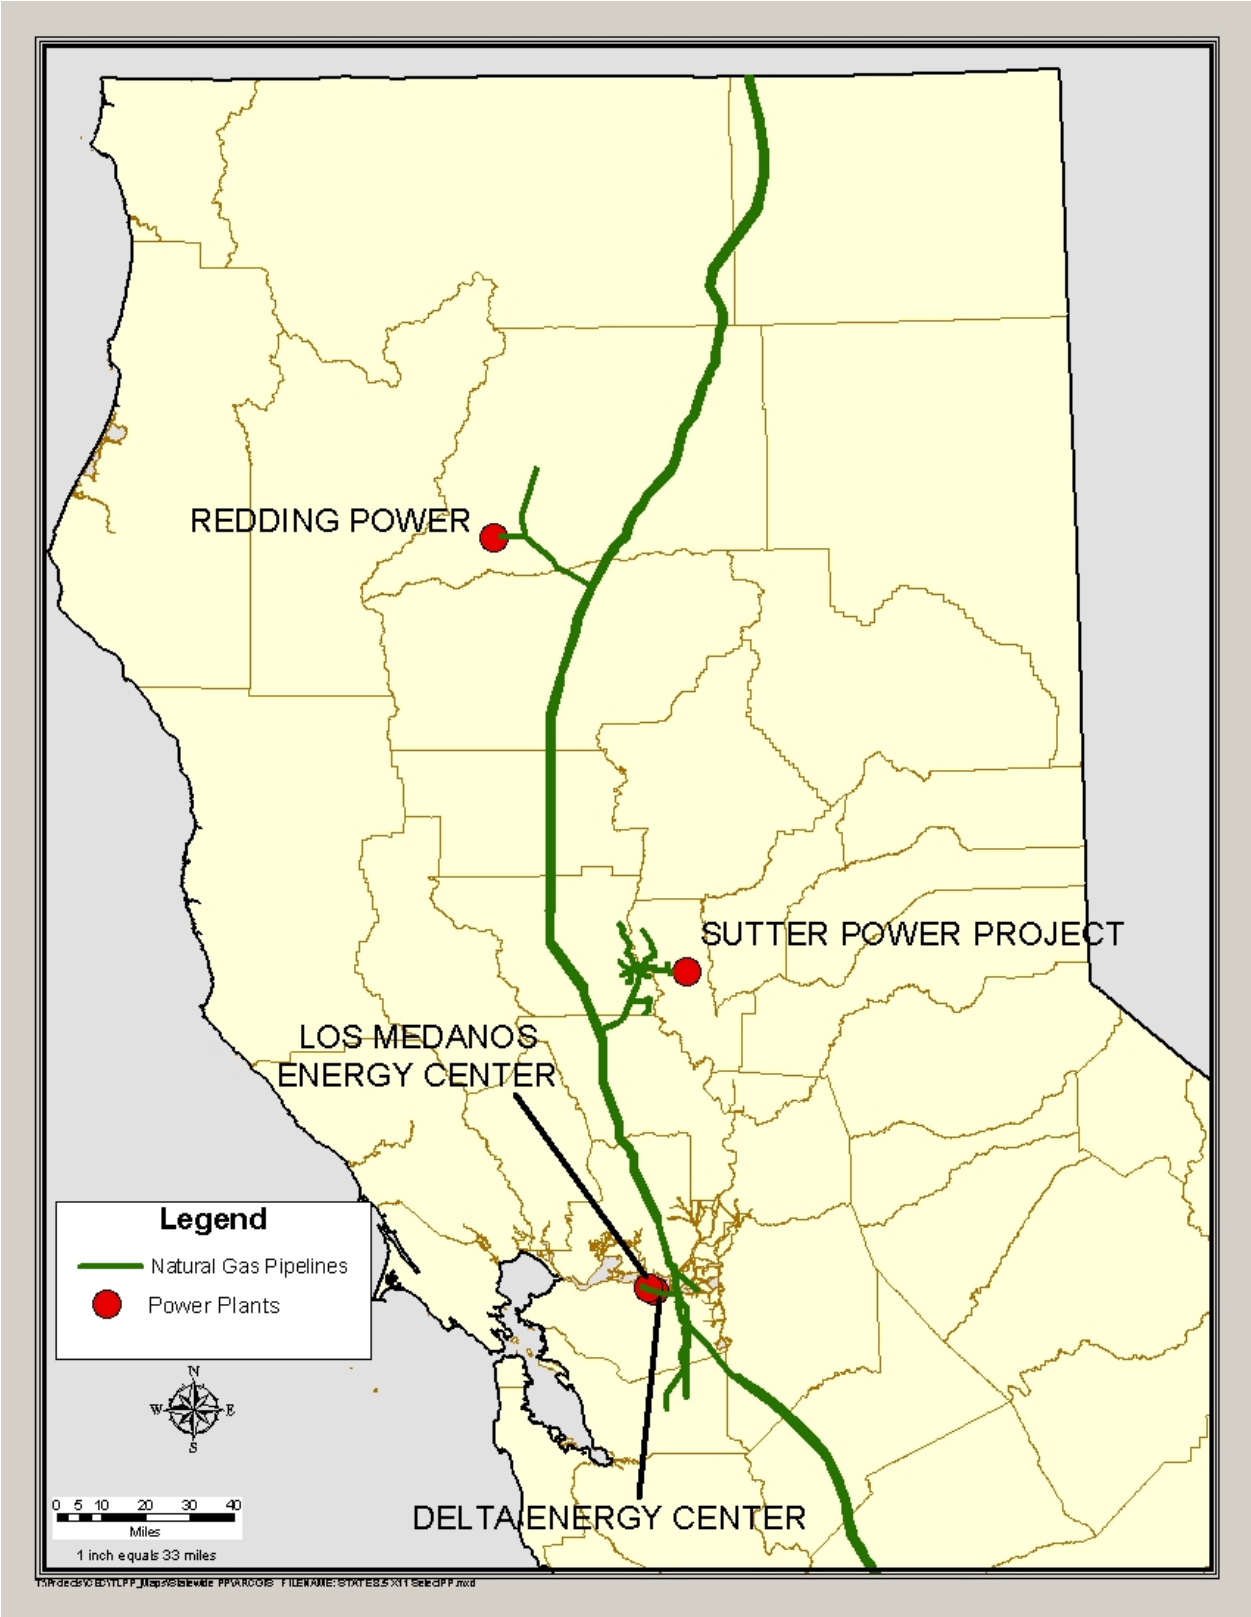 REDDING POWER
SUTTER POWER PROJECT
LOS MEDANOS
ENERGY CENTER
Legend
Natural Gas Pipelines
Power Plants
N
W E
S
DELTA ENERGY CENTER
0 5 10 20 30 40
Miles
1 inch equals 33 miles